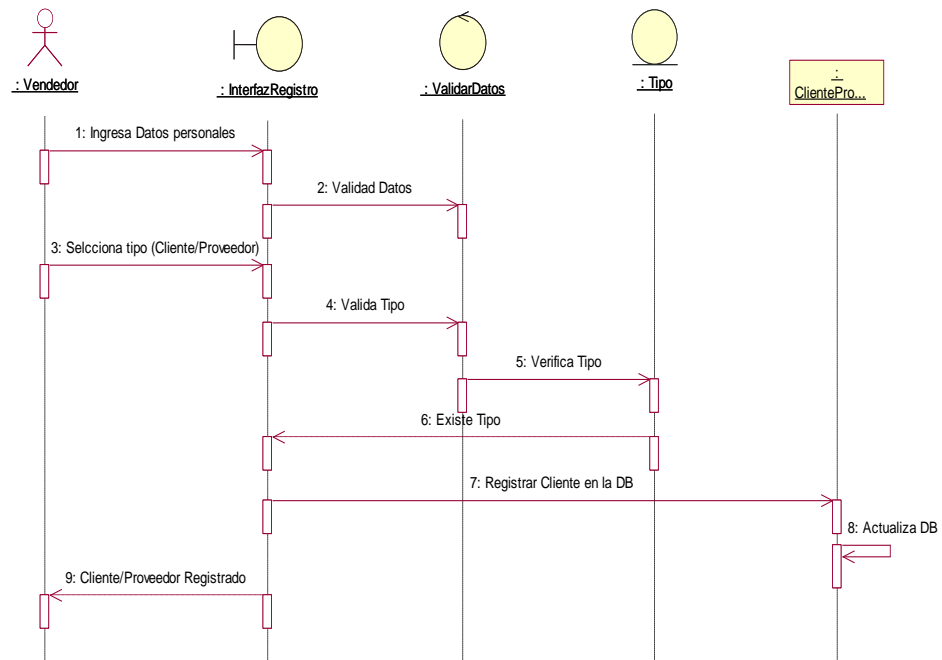 : Vendedor
: InterfazRegistro
: ValidarDatos
: Tipo
:
ClientePro...
1: Ingresa Datos personales
2: Validad Datos
3: Selcciona tipo (Cliente/Proveedor)
4: Valida Tipo
5: Verifica Tipo
6: Existe Tipo
7: Registrar Cliente en la DB
8: Actualiza DB
9: Cliente/Proveedor Registrado